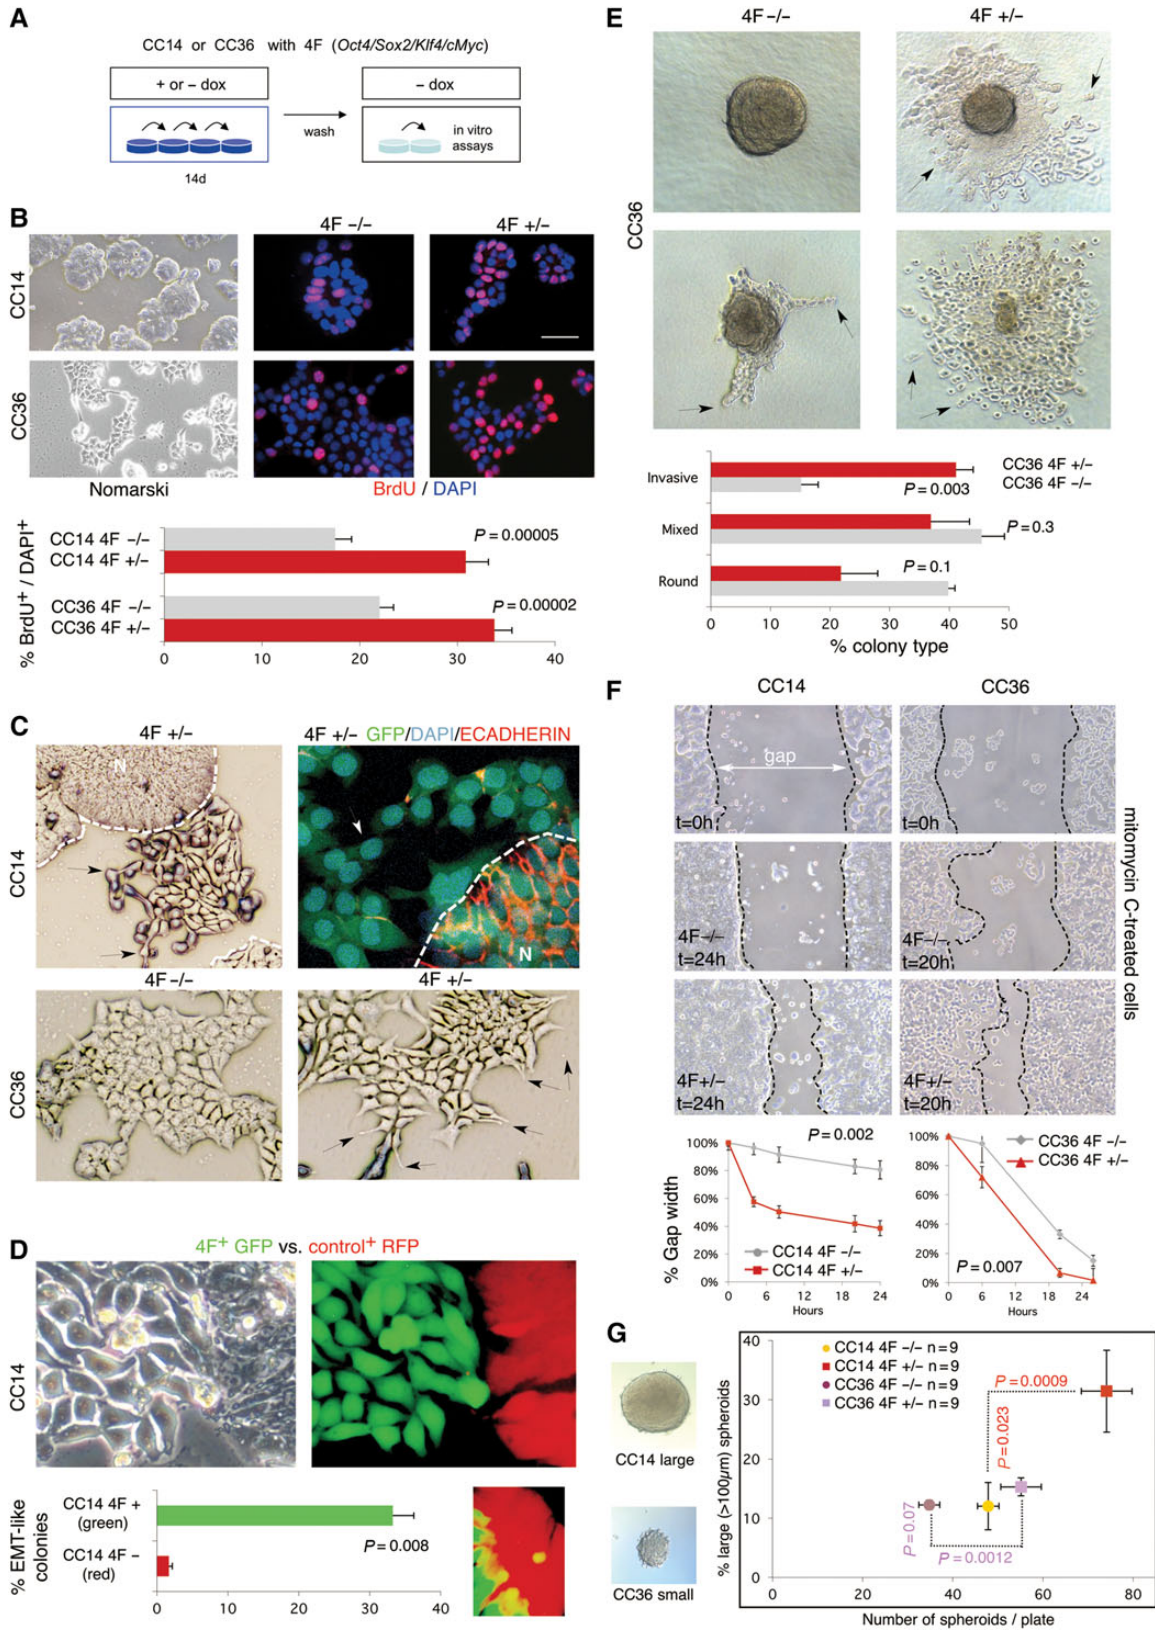 A
CC14 or CC36 with 4F (Oct4/Sox2/Klf4/cMyc)
+ or – dox
– dox
wash
in vitro
assays
14d
B
4F –/–
4F +/–
CC14
CC36
Nomarski
BrdU / DAPI
% BrdU+ / DAPI+
CC14 4F –/–
CC14 4F +/–
P = 0.00005
CC36 4F –/–
CC36 4F +/–
P = 0.00002
0 10 20 30 40
C
4F +/–
4F +/– GFP/DAPI/ECADHERIN
CC14
N
N
4F –/–
4F +/–
CC36
D
4F+ GFP vs. control+ RFP
CC14
% EMT-like
colonies
CC14 4F +
(green)
CC14 4F –
(red)
P = 0.008
0 10 20 30 40
E
4F –/–
4F +/–
CC36
Invasive
Mixed
Round
CC36 4F +/–
CC36 4F –/–
P = 0.003
P = 0.3
P = 0.1
0 10 20 30 40 50
% colony type
F
CC14
CC36
gap
t=0h
t=0h
4F–/–
t=24h
4F–/–
t=20h
4F+/–
t=24h
4F+/–
t=20h
mitomycin C-treated cells
% Gap width
100%
80%
60%
40%
20%
0%
P = 0.002
CC14 4F –/–
CC14 4F +/–
0 6 12 18 24
Hours
100%
80%
60%
40%
20%
0%
CC36 4F –/–
CC36 4F +/–
P = 0.007
0 6 12 18 24
Hours
G
CC14 large
CC36 small
% large (>100µm) spheroids
40
30
20
10
0
CC14 4F –/– n=9
CC14 4F +/– n=9
CC36 4F –/– n=9
CC36 4F +/– n=9
P = 0.0009
P = 0.023
P = 0.07
P = 0.0012
0 20 40 60 80
Number of spheroids / plate